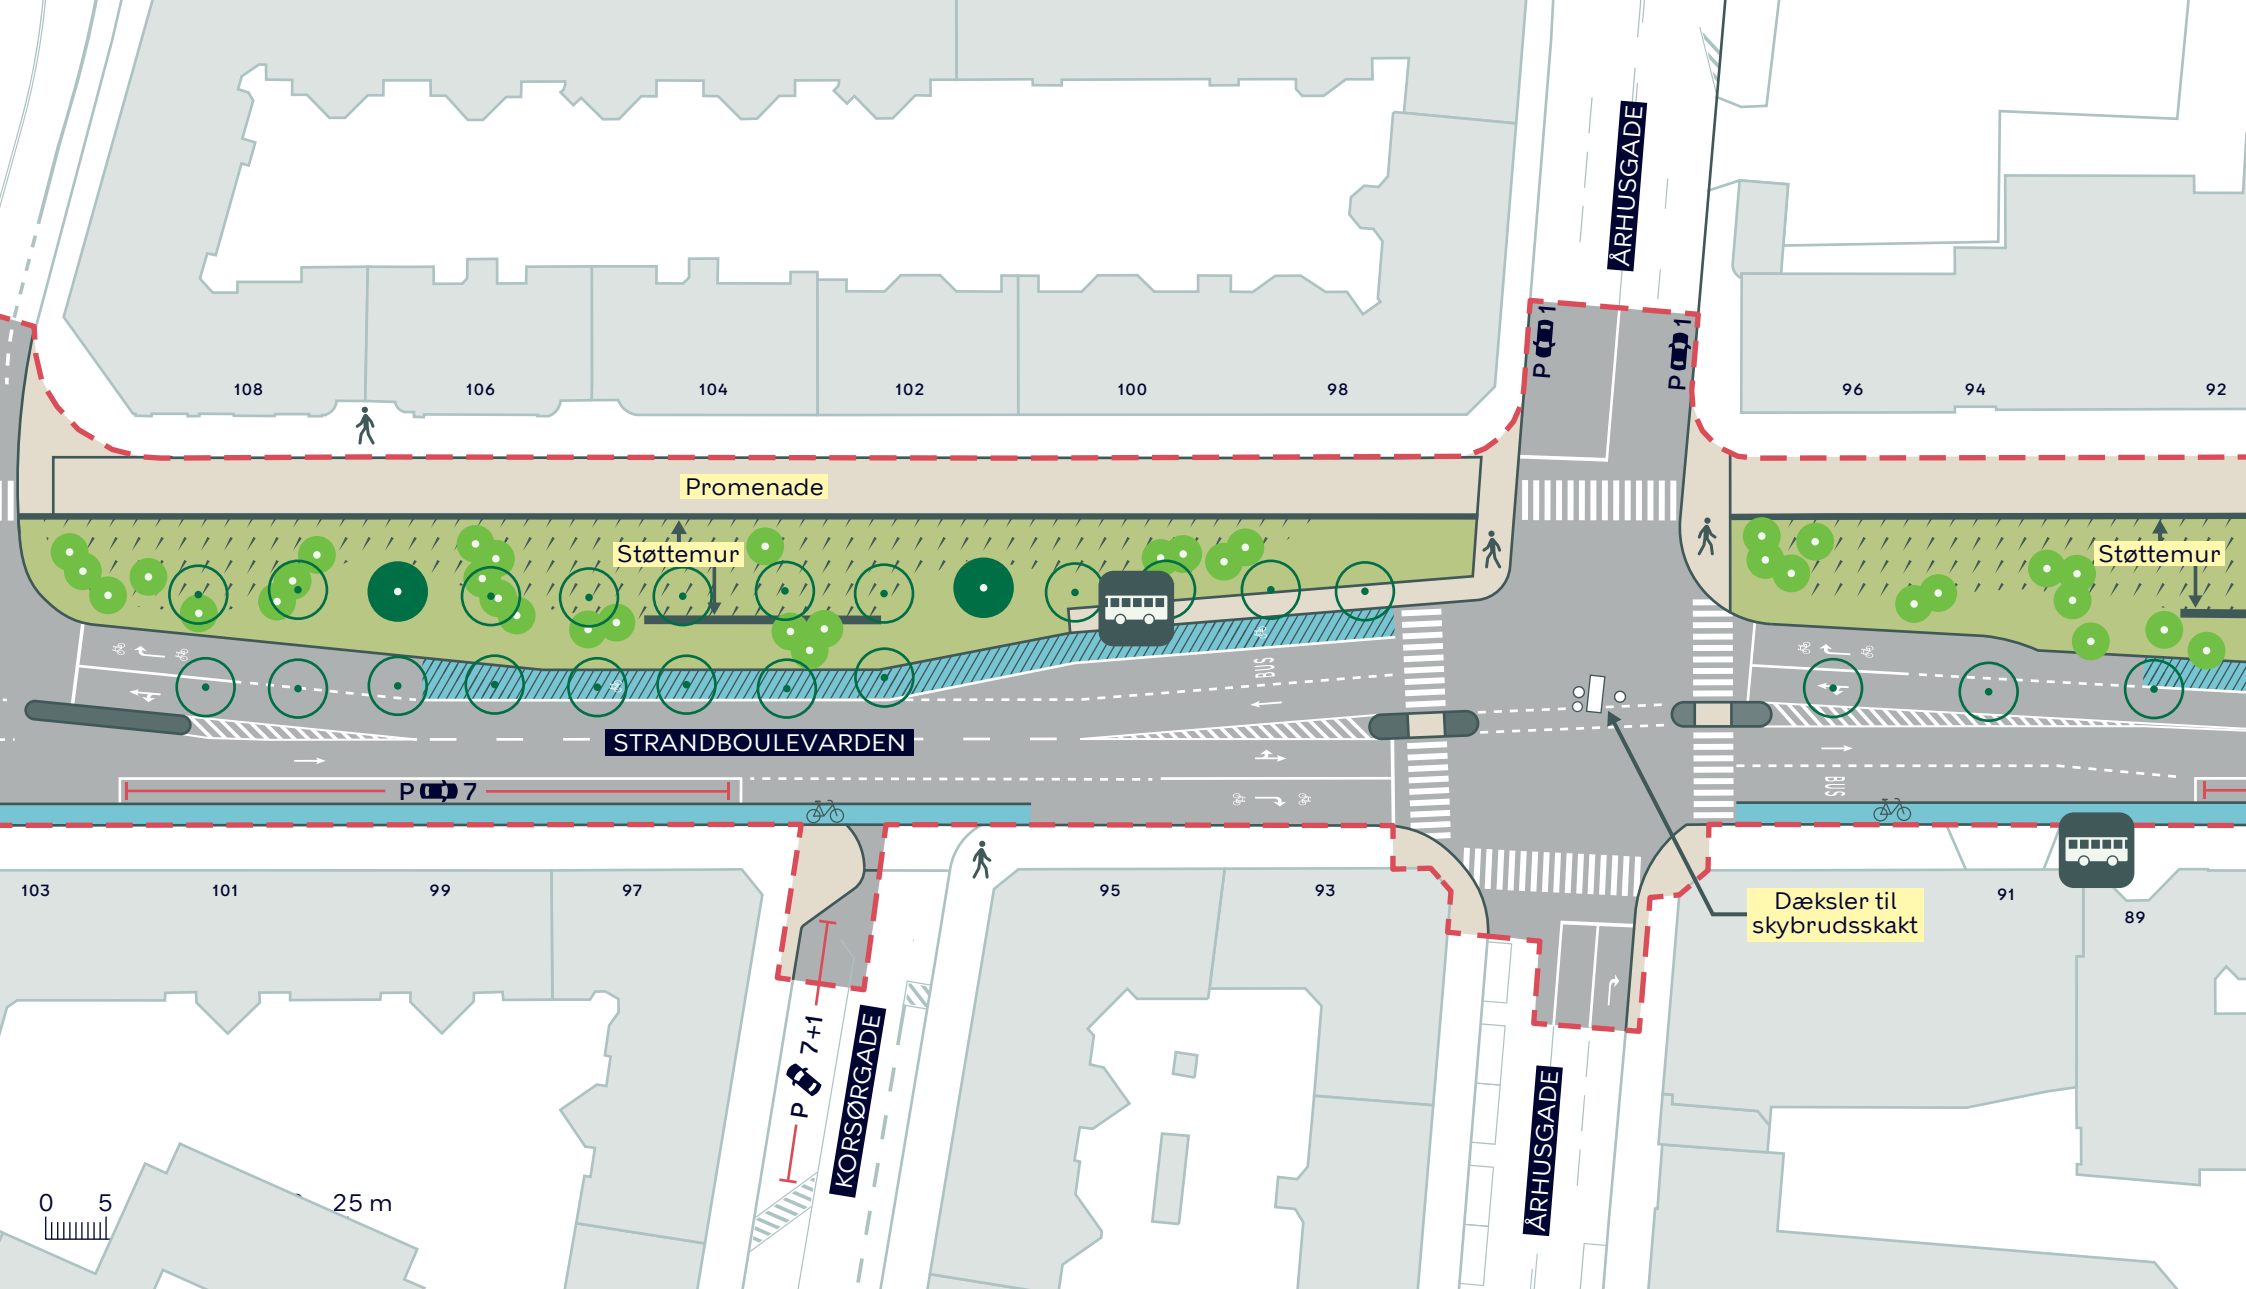 ÅRHUSGADE
P 1
P 1
108
106
104
102
100
98
96
94
92
Promenade
Støttemur
Støttemur
BUS
STRANDBOULEVARDEN
P 7
BUS
103
101
99
97
95
93
91
89
Dæksler til
skybrudsskakt
P 7+1
KORSØRGADE
ÅRHUSGADE
0 5 25 m